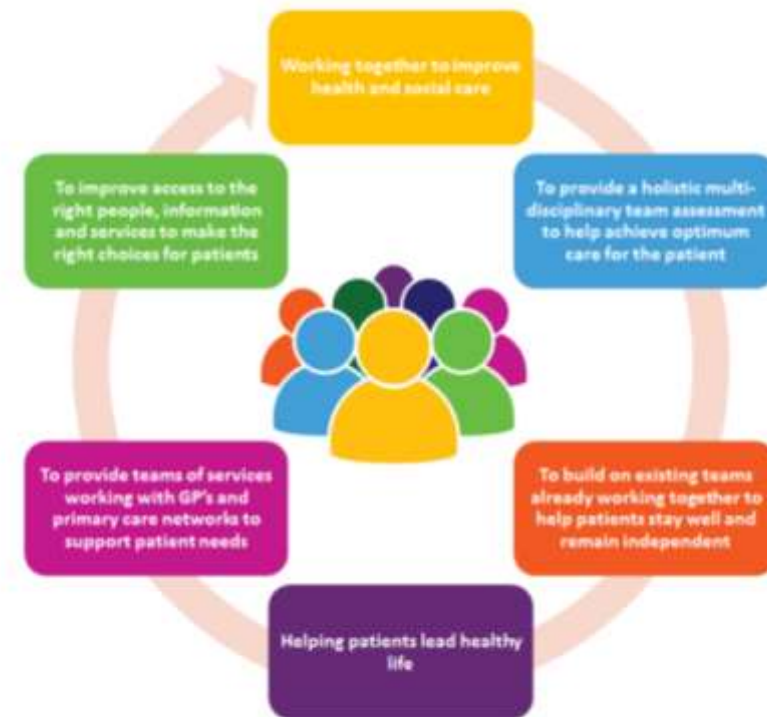 Working together to improve
health and social care
To provide a holistic multi-
disciplinary team assessment
to help achieve optimum
care for the patient
To build on existing teams
already working together to
help patients stay well and
remain independent
Helping patients lead healthy
life
To provide teams of services
working with GP's and
primary care networks to
support patient needs
To improve access to the
right people, information
and services to make the
right choices for patients